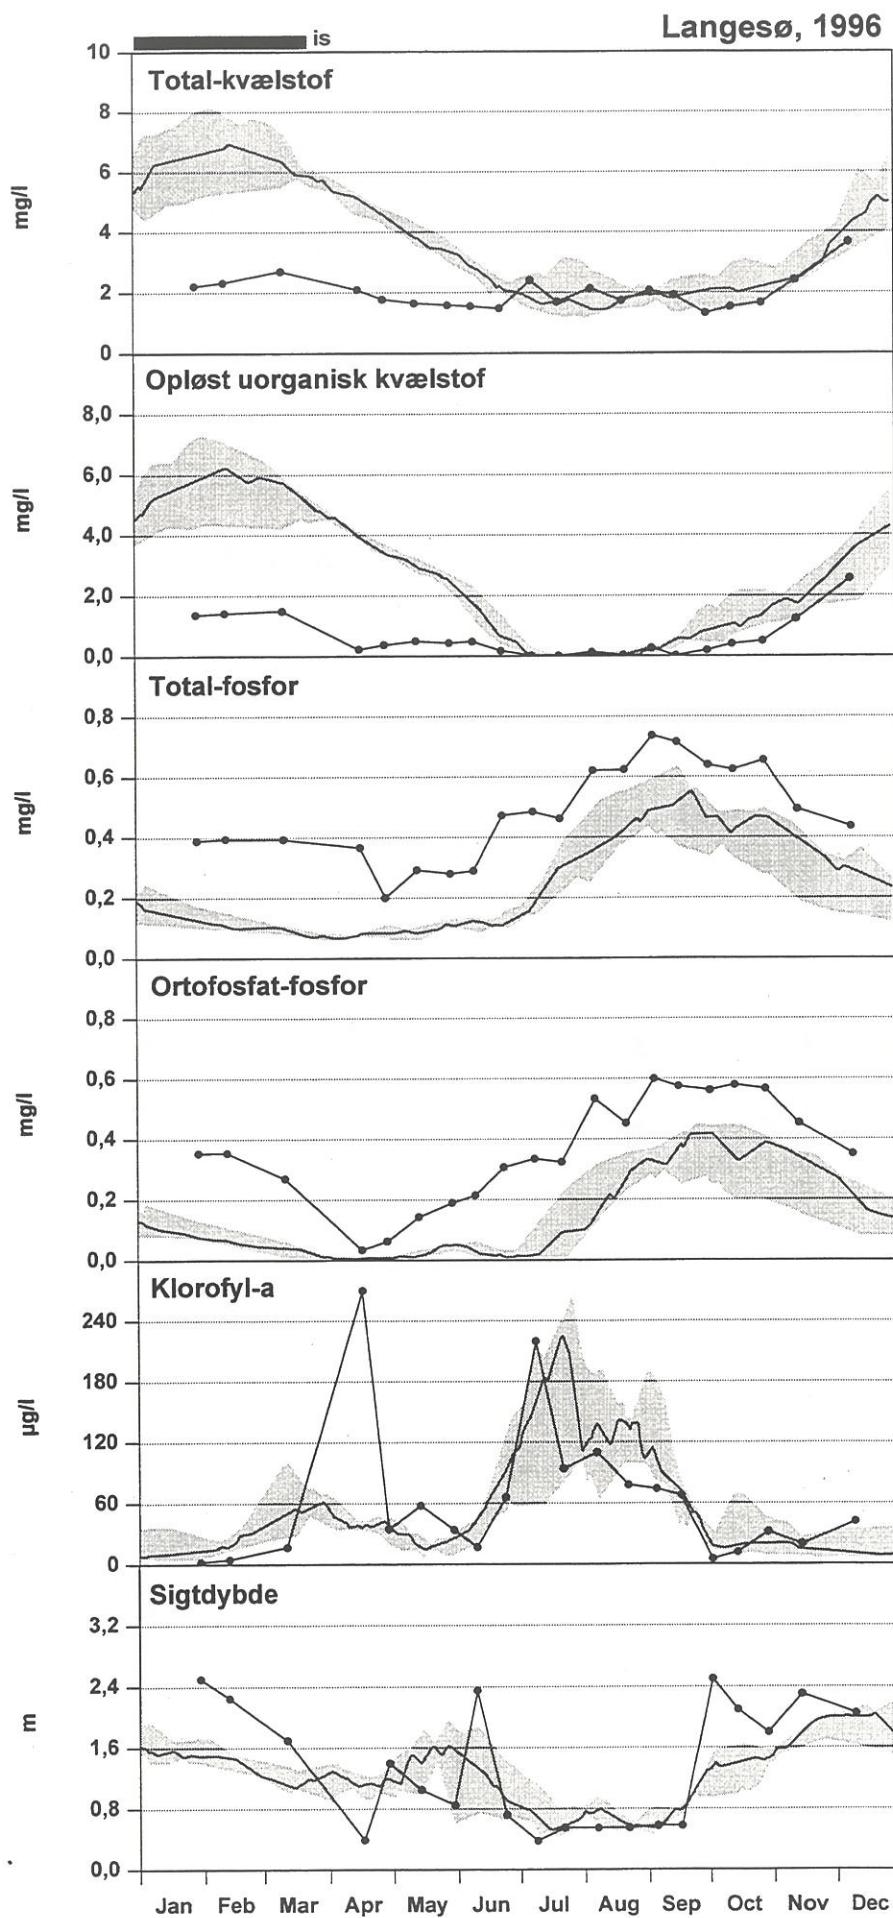 Langesø, 1996
is
Total-kvælstof
mg/l
10
8
6
4
2
0
Opløst uorganisk kvælstof
mg/l
8,0
6,0
4,0
2,0
0,0
Total-fosfor
mg/l
0,8
0,6
0,4
0,2
0,0
Ortofosfat-fosfor
mg/l
0,8
0,6
0,4
0,2
0,0
Klorofyl-a
µg/l
240
180
120
60
0
Sigtdybde
m
3,2
2,4
1,6
0,8
0,0
Jan Feb Mar Apr May Jun Jul Aug Sep Oct Nov Dec